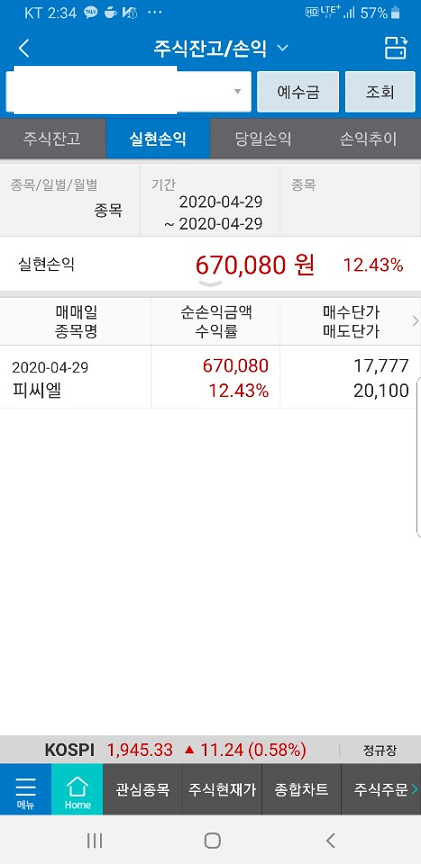 KT 2:34 ··· HD LTE+ 57%
주식잔고/손익
예수금 조회
주식잔고 실현손익 당일손익 손익추이
종목/일별/월별 기간 종목
종목 2020-04-29
~ 2020-04-29
실현손익 670,080 원 12.43%
매매일 순손익금액 매수단가
종목명 수익률 매도단가
2020-04-29 670,080 17,777
피씨엘 12.43% 20,100
KOSPI 1,945.33 ▲ 11.24 (0.58%) 정규장
메뉴 Home 관심종목 주식현재가 종합차트 주식주문